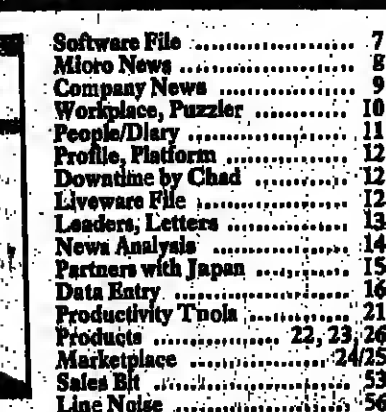 Software File ..................... 7
Micro News ..................... 8
Company News ..................... 9
Workplace, Puzzler ............ 10
People/Diary ..................... 11
Profile, Platform ................ 12
Downtime by Chad ............ 12
Liveware File ..................... 12
Leaders, Letters ................ 13
News Analysis ................... 14
Partners with Japan ........... 15
Data Entry ........................ 16
Productivity Tools ............. 21
Products ................. 22, 23, 26
Marketplace ................. 24/25
Sales Bit ........................... 53
Line Noise ....................... 56